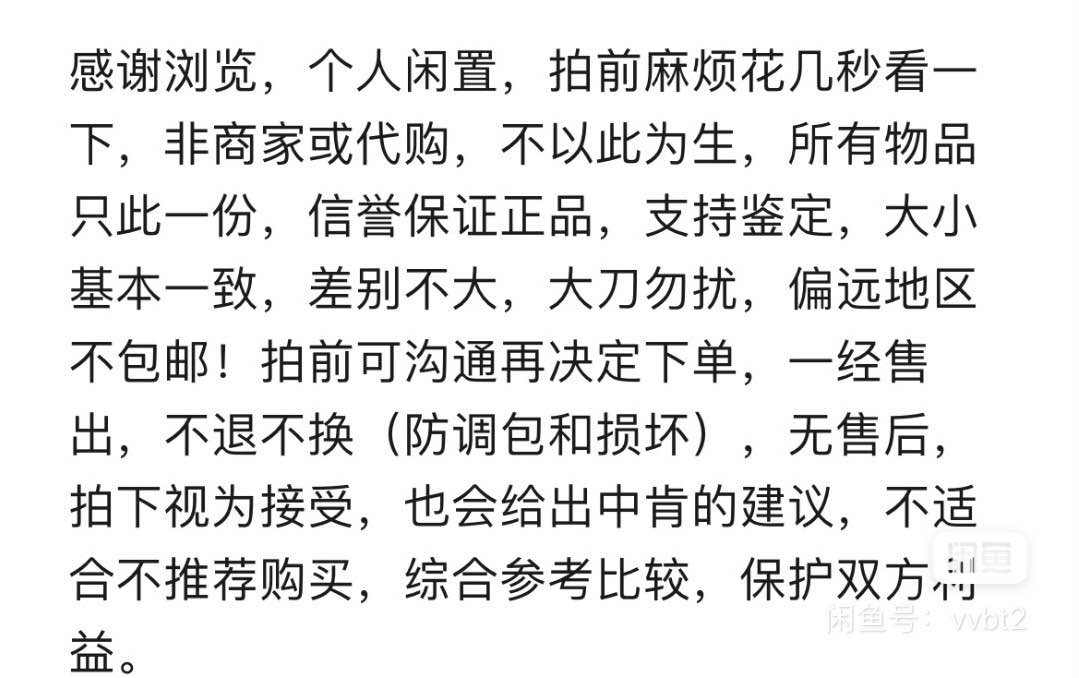 感谢浏览，个人闲置，拍前麻烦花几秒看一
下，非商家或代购，不以此为生，所有物品
只此一份，信誉保证正品，支持鉴定，大小
基本一致，差别不大，大刀勿扰，偏远地区
不包邮！拍前可沟通再决定下单，一经售
出，不退不换（防调包和损坏），无售后，
拍下视为接受，也会给出中肯的建议，不适
合不推荐购买，综合参考比较，保护双方利
益。
闲鱼
闲鱼号：vvbt2